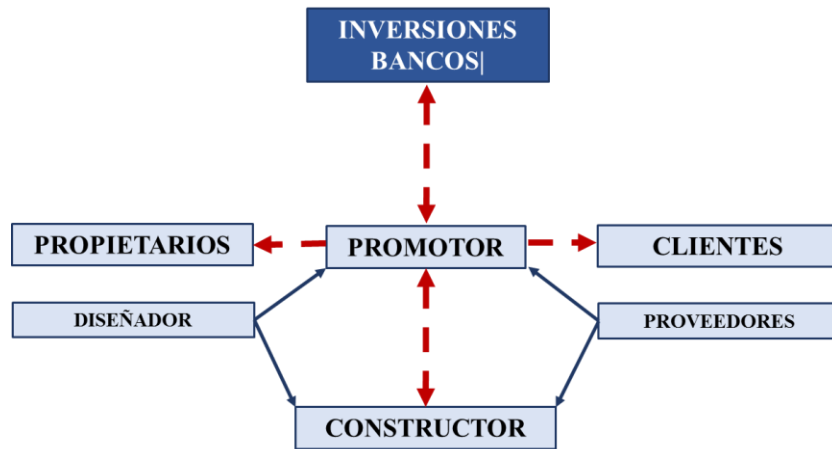 INVERSIONES
BANCOS|
PROPIETARIOS
PROMOTOR
CLIENTES
DISEÑADOR
PROVEEDORES
CONSTRUCTOR